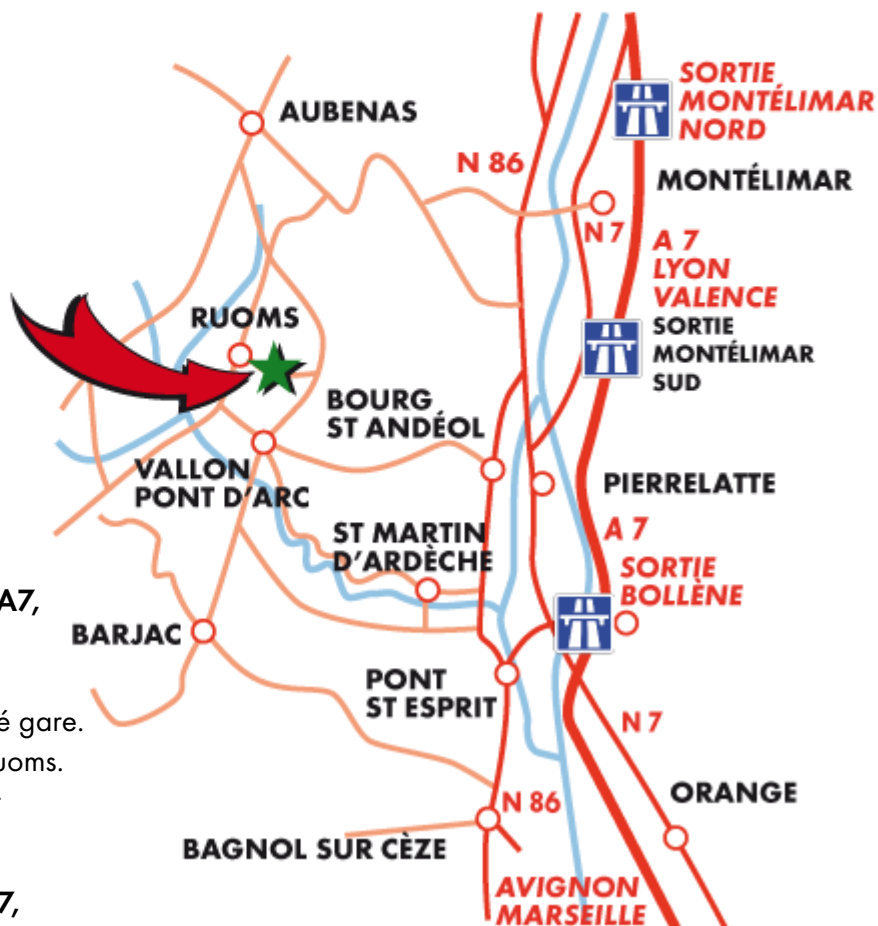 SORTIE
MONTÉLIMAR
NORD
AUBENAS
N 86
MONTÉLIMAR
N 7
A 7
LYON
VALENCE
SORTIE
MONTÉLIMAR
SUD
RUOMS
BOURG
ST ANDÉOL
VALLON
PONT D'ARC
PIERRELATTE
ST MARTIN
D'ARDÈCHE
A 7
SORTIE
BOLLÈNE
A7,
BARJAC
PONT
ST ESPRIT
é gare.
uoms.
N 7
N 86
ORANGE
BAGNOL SUR CÈZE
7,
AVIGNON
MARSEILLE